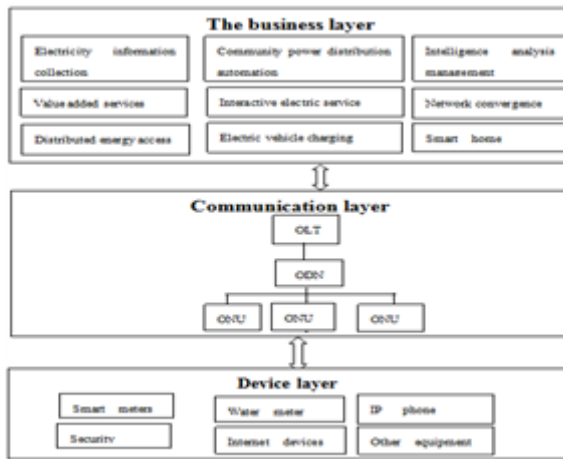 The business layer
Electricity information
collection
Community power distribution
automation
Intelligence analysis
management
Value added services
Interactive electric service
Network convergence
Distributed energy access
Electric vehicle charging
Smart home
Communication layer
OLT
ODN
ONU
ONU
ONU
Device layer
Smart meters
Water meter
IP phone
Security
Internet devices
Other equipment